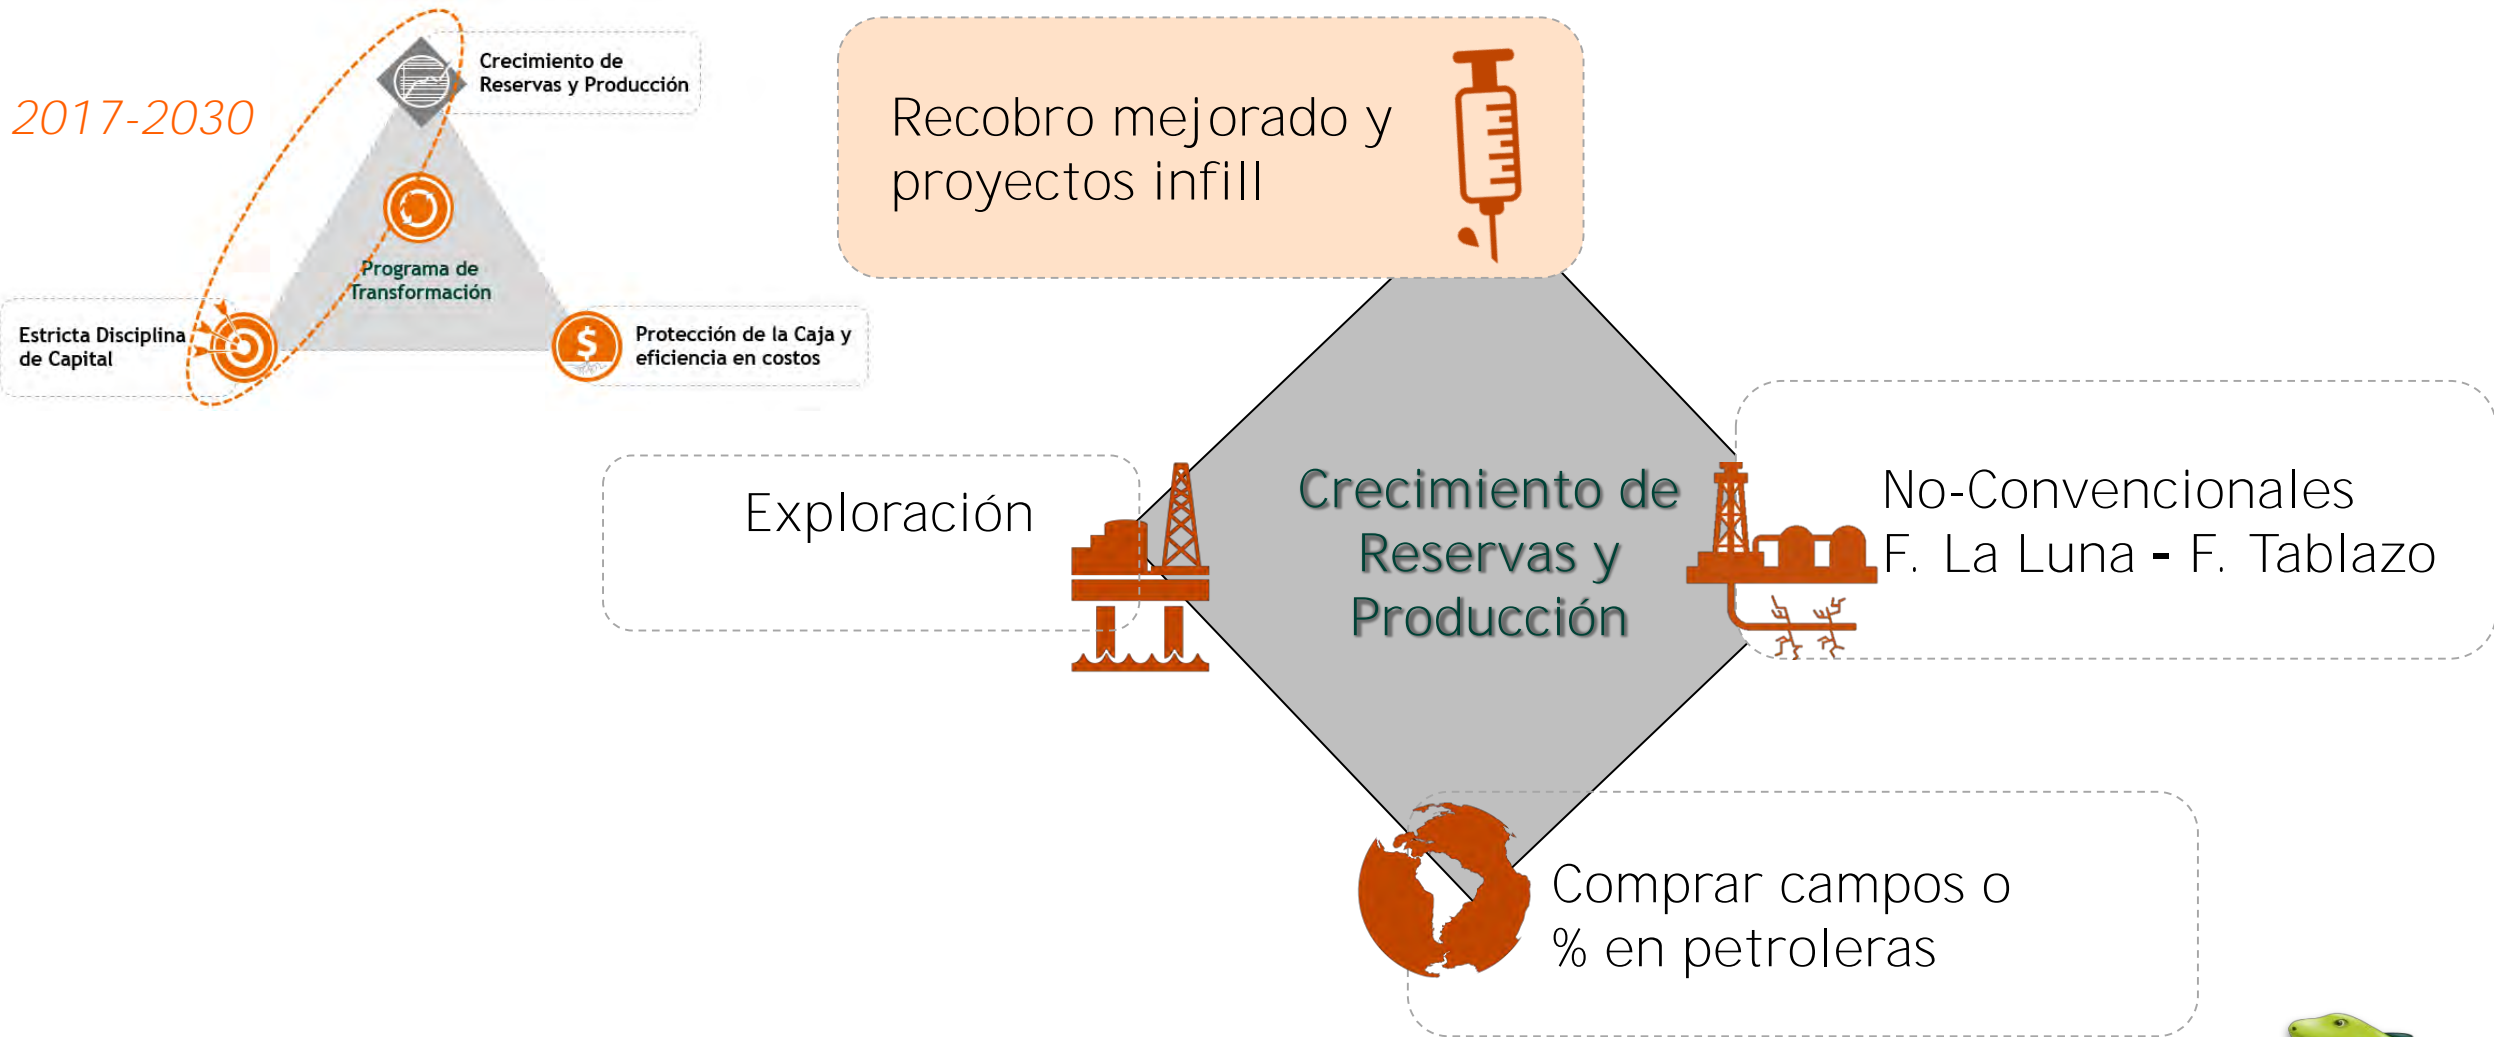 2017-2030
Crecimiento de
Reservas y Producción
Programa de
Transformación
Estricta Disciplina
de Capital
$
Protección de la Caja y
eficiencia en costos
Recobro mejorado y
proyectos infill
Exploración
Crecimiento de
Reservas y
Producción
No-Convencionales
F. La Luna - F. Tablazo
Comprar campos o
% en petroleras